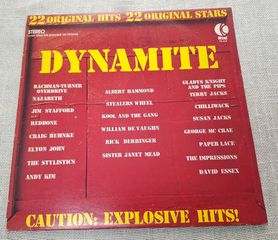 22 ORIGINAL HITS 22 ORIGINAL STARS
STEREO
K
DYNAMITE
BACHMAN-TURNER
OVERDRIVE
NAZARETH
JIM STAFFORD
REDBONE
CRAIG RUHNKE
ELTON JOHN
THE STYLISTICS
ANDY KIM
ALBERT HAMMOND
STEALERS WHEEL
KOOL AND THE GANG
WILLIAM DE VAUGHN
RICK DERRINGER
SISTER JANET MEAD
GLADYS KNIGHT
AND THE PIPS
TERRY JACKS
CHILLIWACK
SUSAN JACKS
GEORGE MC CRAE
PAPER LACE
THE IMPRESSIONS
DAVID ESSEX
CAUTION: EXPLOSIVE HITS!